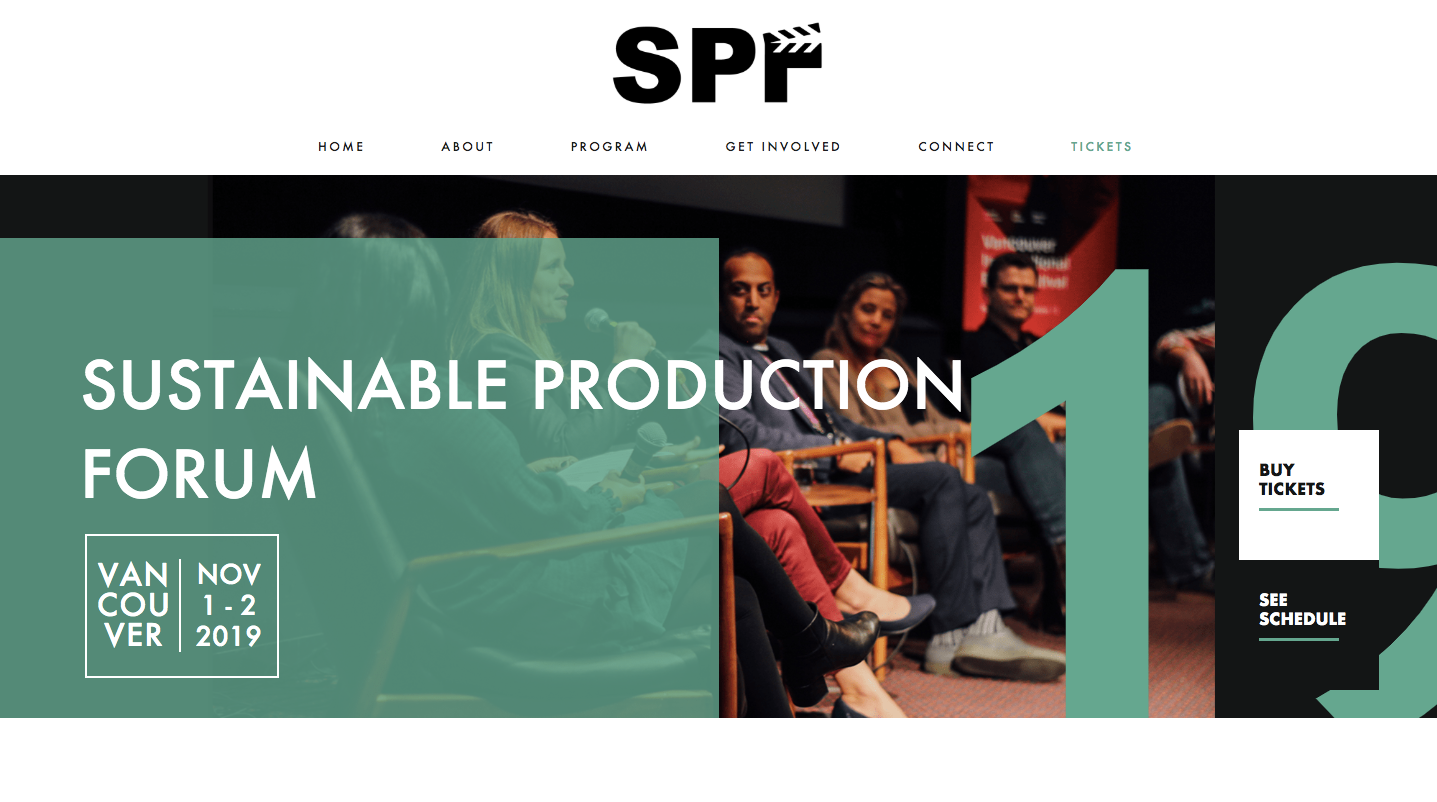 SPF
HOME
ABOUT
PROGRAM
GET INVOLVED
CONNECT
TICKETS
Vancouver
SUSTAINABLE PRODUCTION
FORUM
19
VAN
COU
VER
NOV
1 - 2
2019
BUY
TICKETS
SEE
SCHEDULE